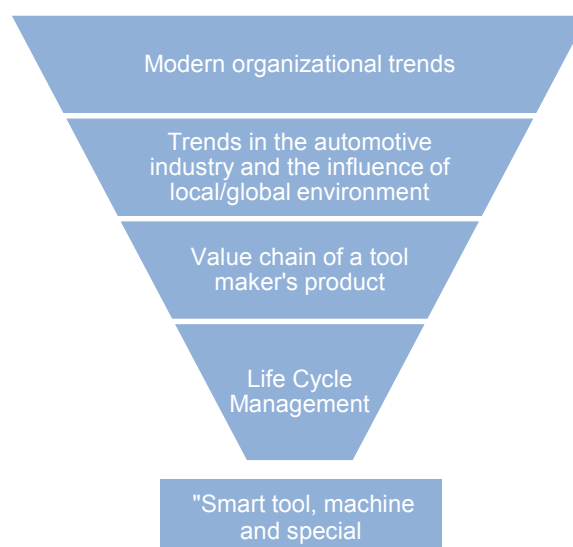 Modern organizational trends
Trends in the automotive
industry and the influence of
local/global environment
Value chain of a tool
maker's product
Life Cycle
Management
"Smart tool, machine
and special